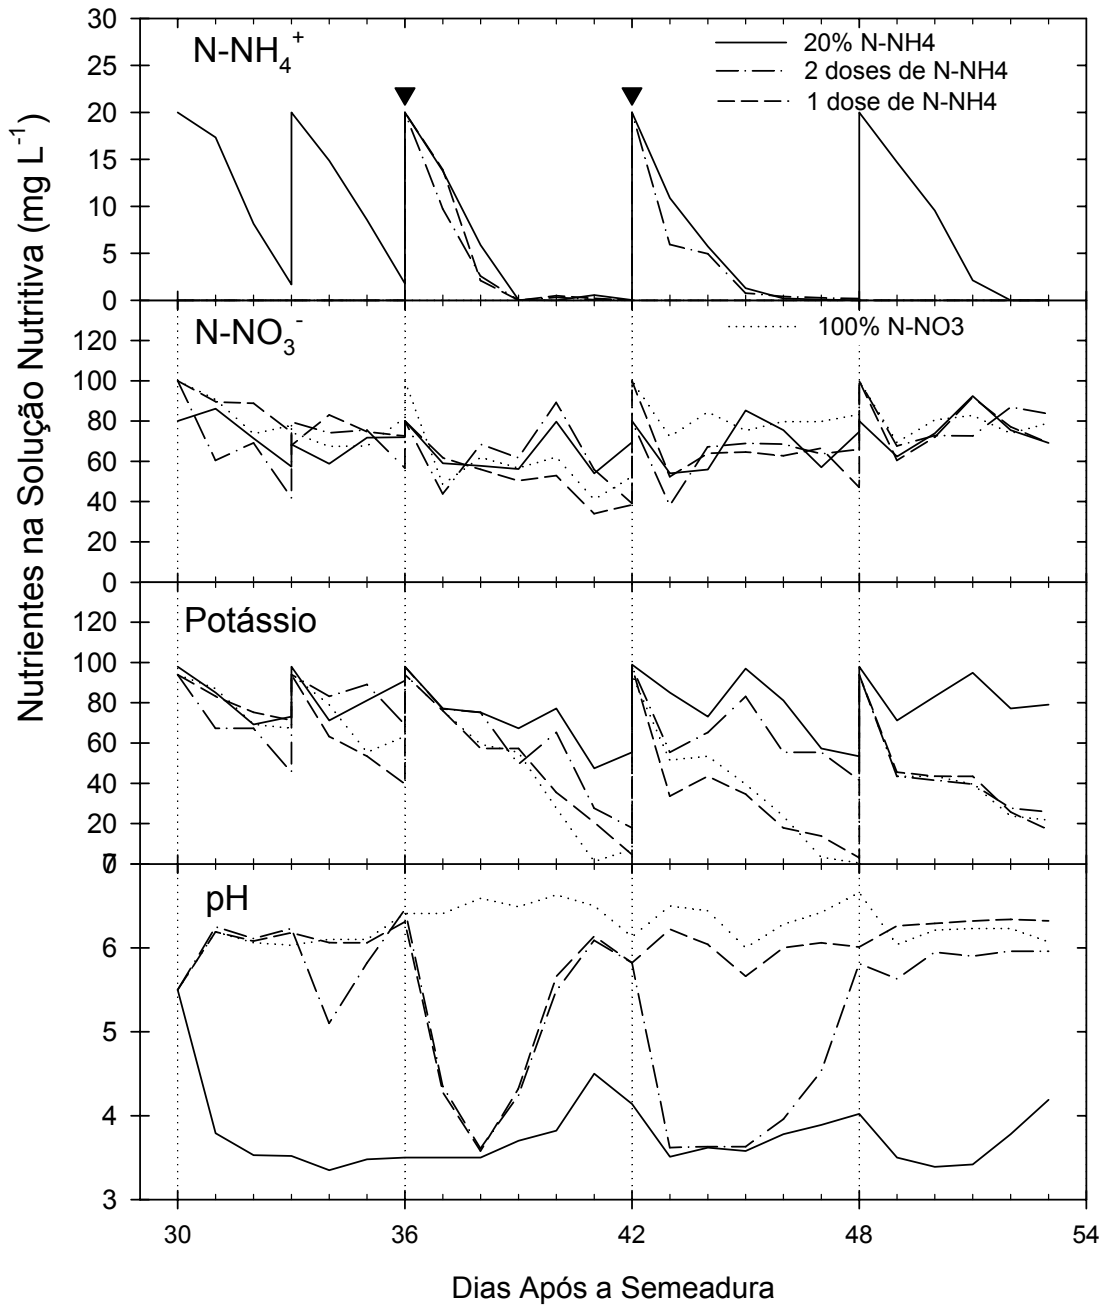 Nutrientes na Solução Nutritiva (mg L⁻¹)
N-NH₄⁺
20% N-NH4
2 doses de N-NH4
1 dose de N-NH4
30
25
20
15
10
5
0
N-NO₃⁻
100% N-NO3
120
100
80
60
40
20
0
Potássio
120
100
80
60
40
20
0
pH
7
6
5
4
3
30 36 42 48 54
Dias Após a Semeadura